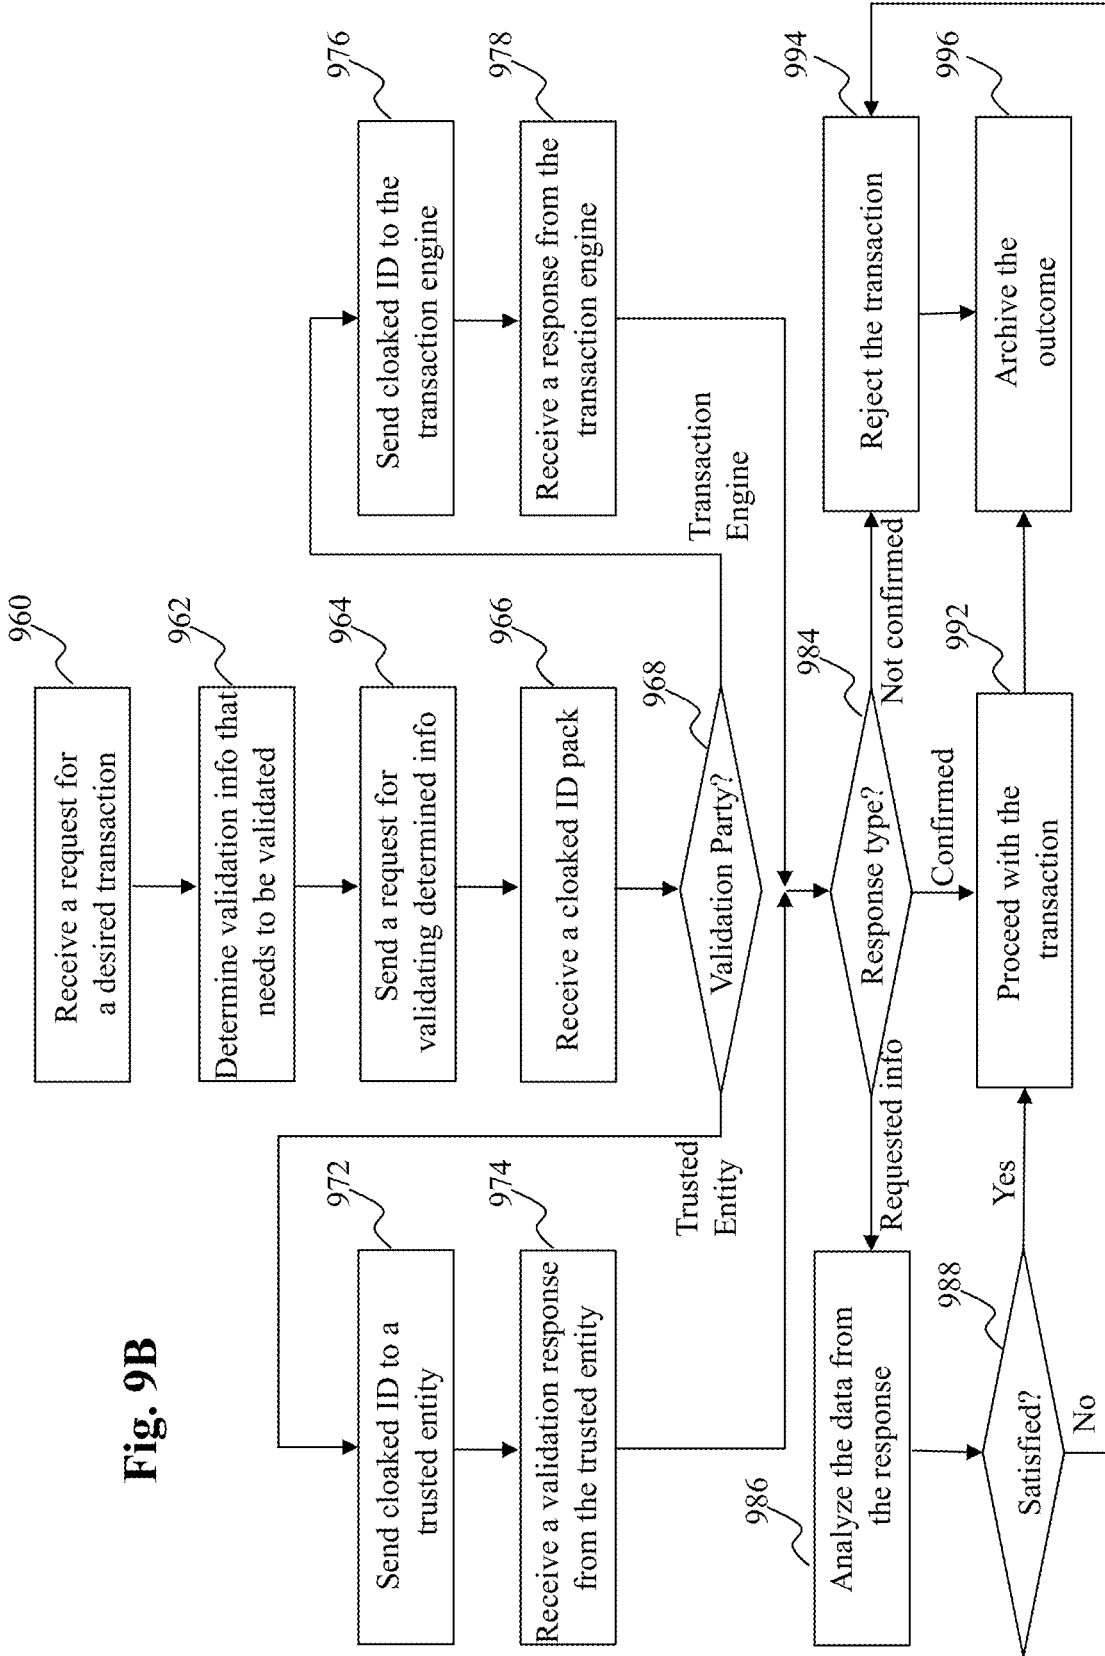 Fig. 9B
960
Receive a request for
a desired transaction
962
Determine validation info that
needs to be validated
964
Send a request for
validating determined info
966
Receive a cloaked ID pack
968
Validation Party?
Trusted
Entity
Transaction
Engine
972
Send cloaked ID to a
trusted entity
974
Receive a validation response
from the trusted entity
976
Send cloaked ID to the
transaction engine
978
Receive a response from the
transaction engine
984
Response type?
Requested info
Confirmed
Not confirmed
986
Analyze the data from
the response
988
Satisfied?
Yes
No
992
Proceed with the
transaction
994
Reject the transaction
996
Archive the
outcome